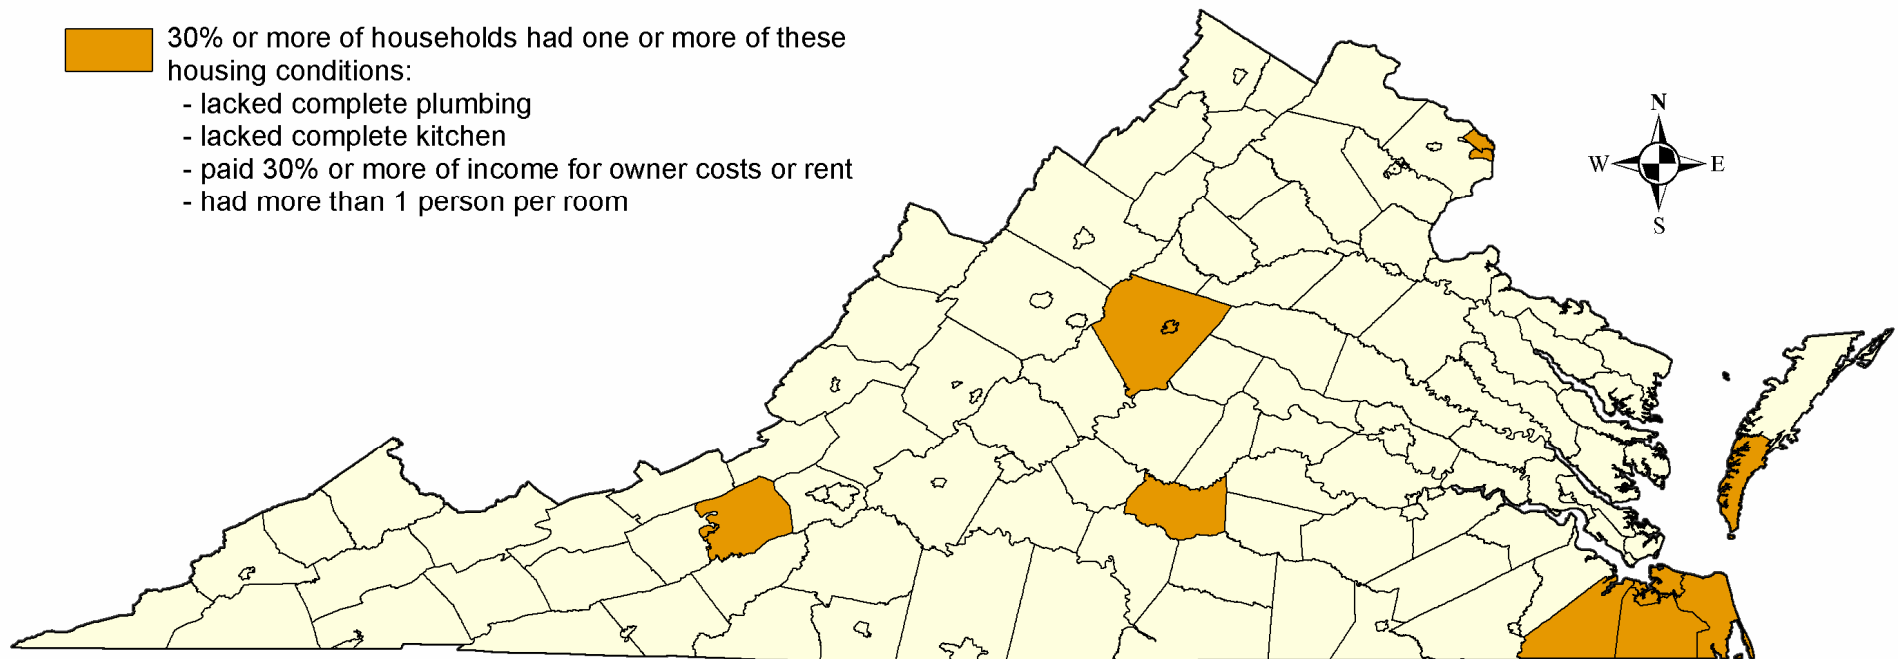 30% or more of households had one or more of these
housing conditions:
- lacked complete plumbing
- lacked complete kitchen
- paid 30% or more of income for owner costs or rent
- had more than 1 person per room
N
W E
S